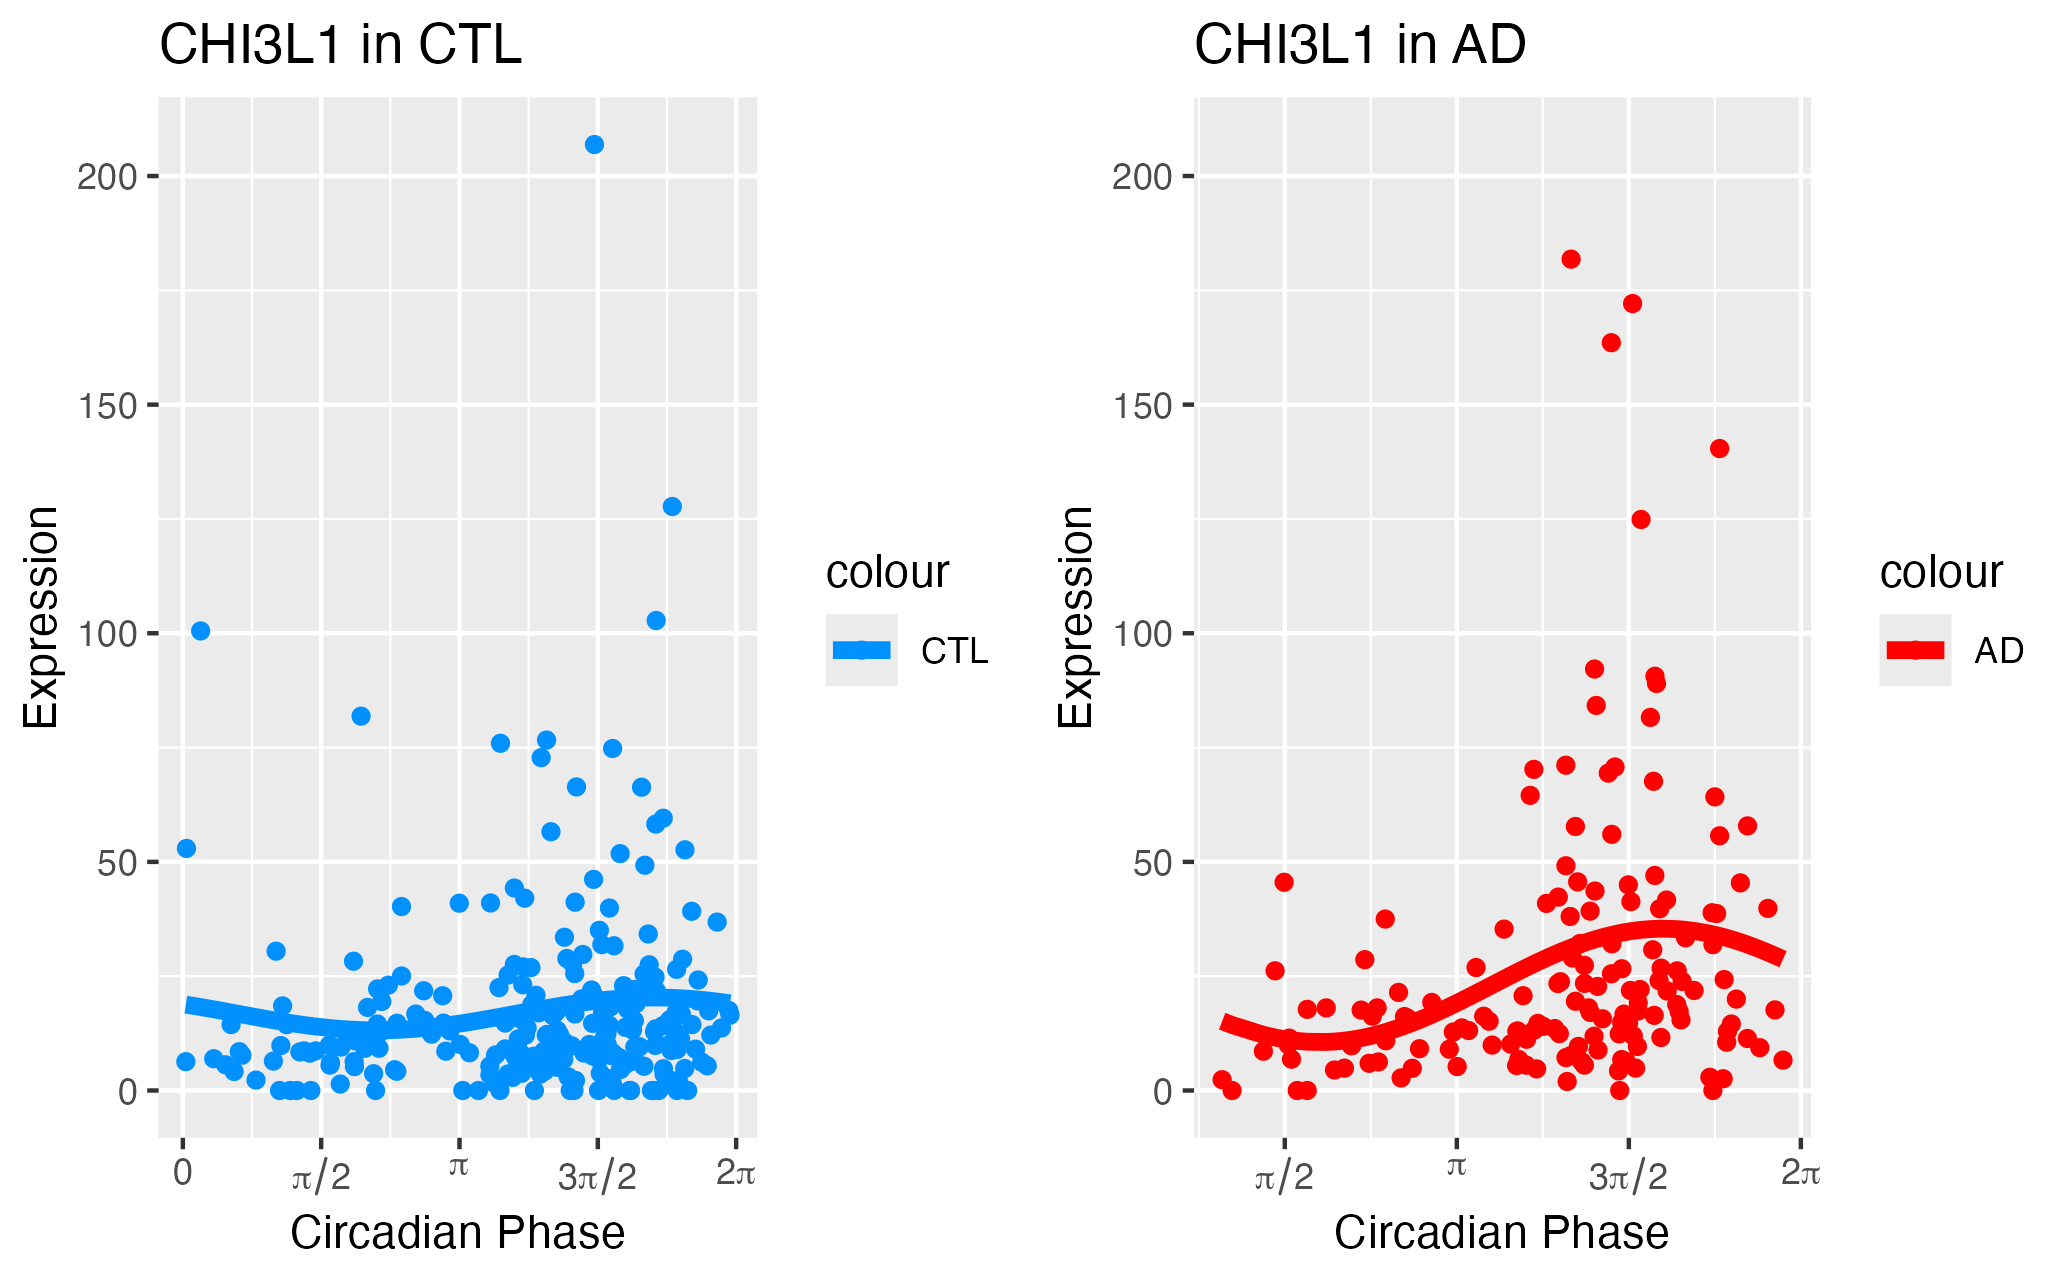 CHI3L1 in CTL
Expression
200
150
100
50
0
0 π/2 π 3π/2 2π
Circadian Phase
colour
CTL
CHI3L1 in AD
Expression
200
150
100
50
0
π/2 π 3π/2 2π
Circadian Phase
colour
AD